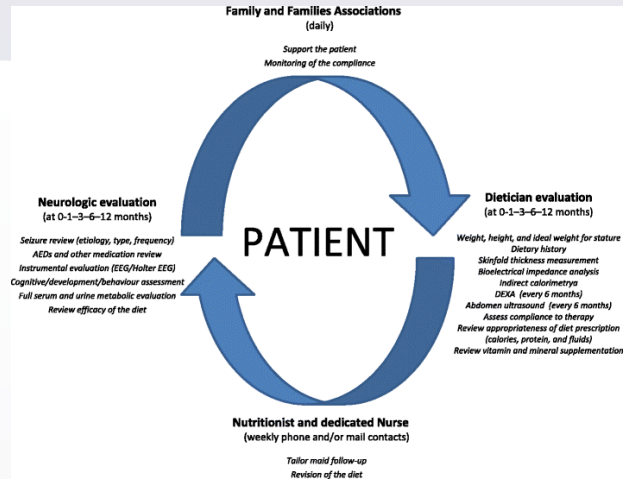 Family and Families Associations
(daily)
Support the patient
Monitoring of the compliance
Neurologic evaluation
(at 0-1–3–6–12 months)
Seizure review (etiology, type, frequency)
AEDs and other medication review
Instrumental evaluation (EEG/Holter EEG)
Cognitive/development/behaviour assessment
Full serum and urine metabolic evaluation
Review efficacy of the diet
PATIENT
Dietician evaluation
(at 0-1–3–6–12 months)
Weight, height, and ideal weight for stature
Dietary history
Skinfold thickness measurement
Bioelectrical impedance analysis
Indirect calorimetrya
DEXA (every 6 months)
Abdomen ultrasound (every 6 months)
Assess compliance to therapy
Review appropriateness of diet prescription
(calories, protein, and fluids)
Review vitamin and mineral supplementation
Nutritionist and dedicated Nurse
(weekly phone and/or mail contacts)
Tailor maid follow-up
Revision of the diet